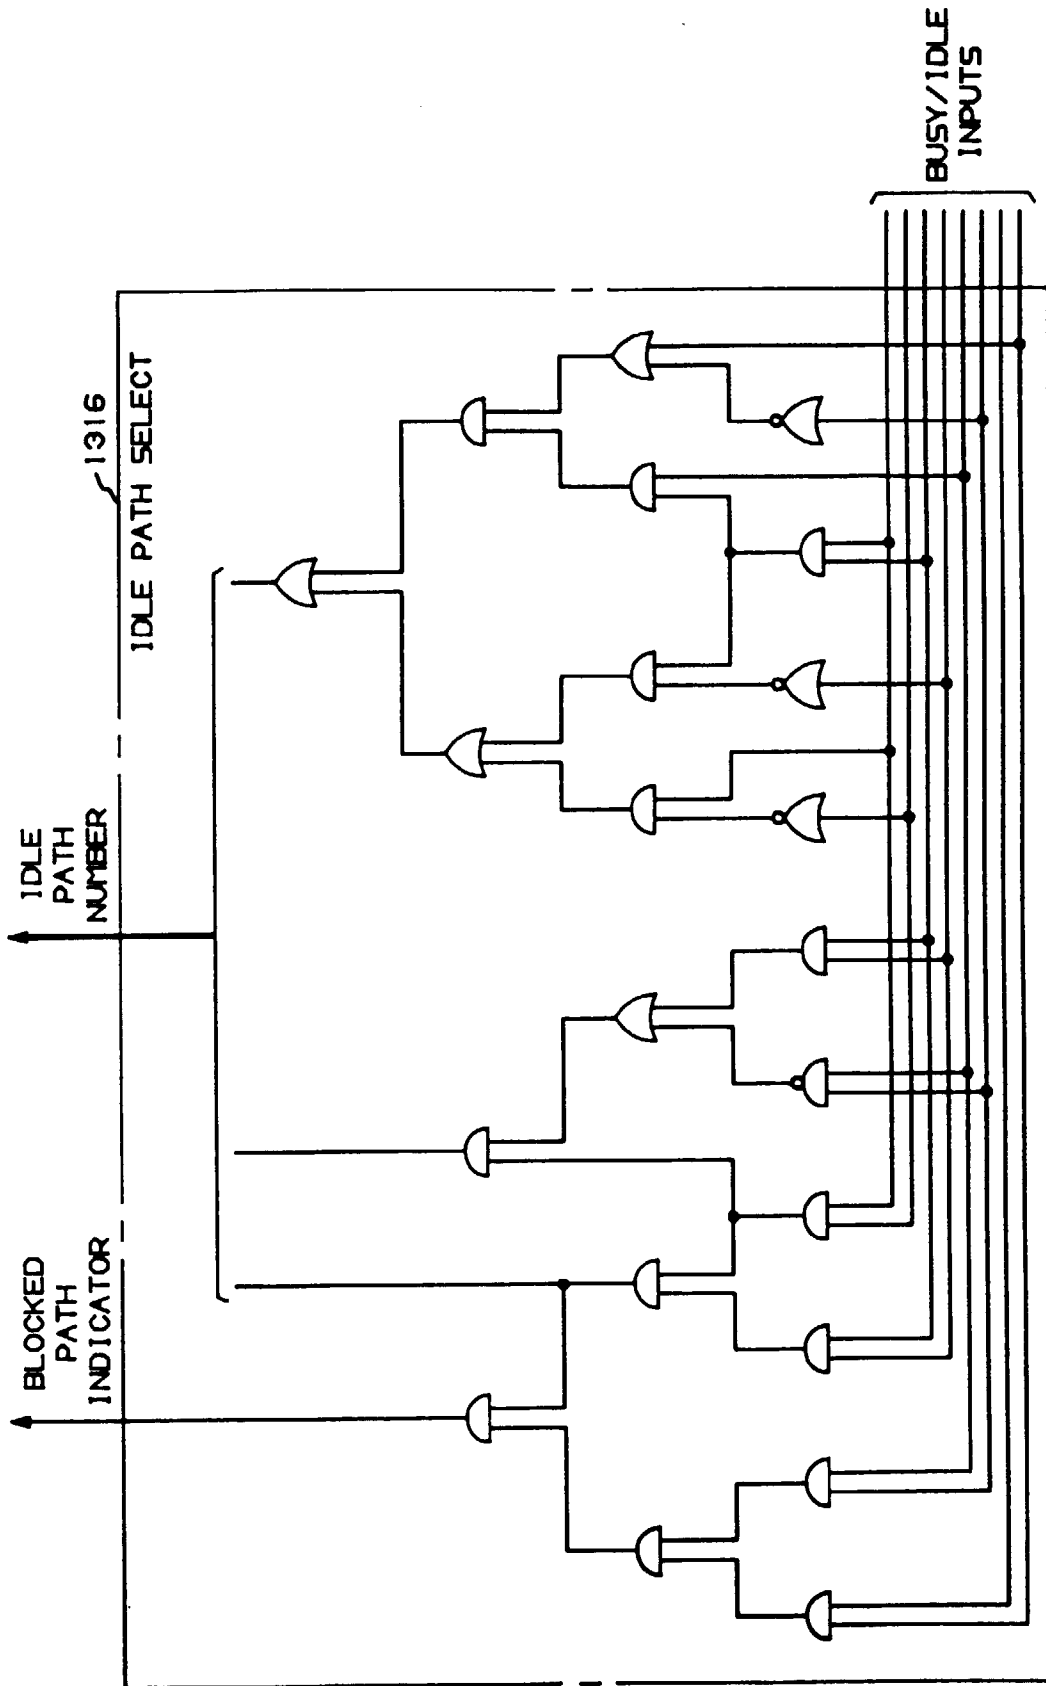 BLOCKED
PATH
INDICATOR
IDLE
PATH
NUMBER
1316
IDLE PATH SELECT
BUSY/IDLE
INPUTS